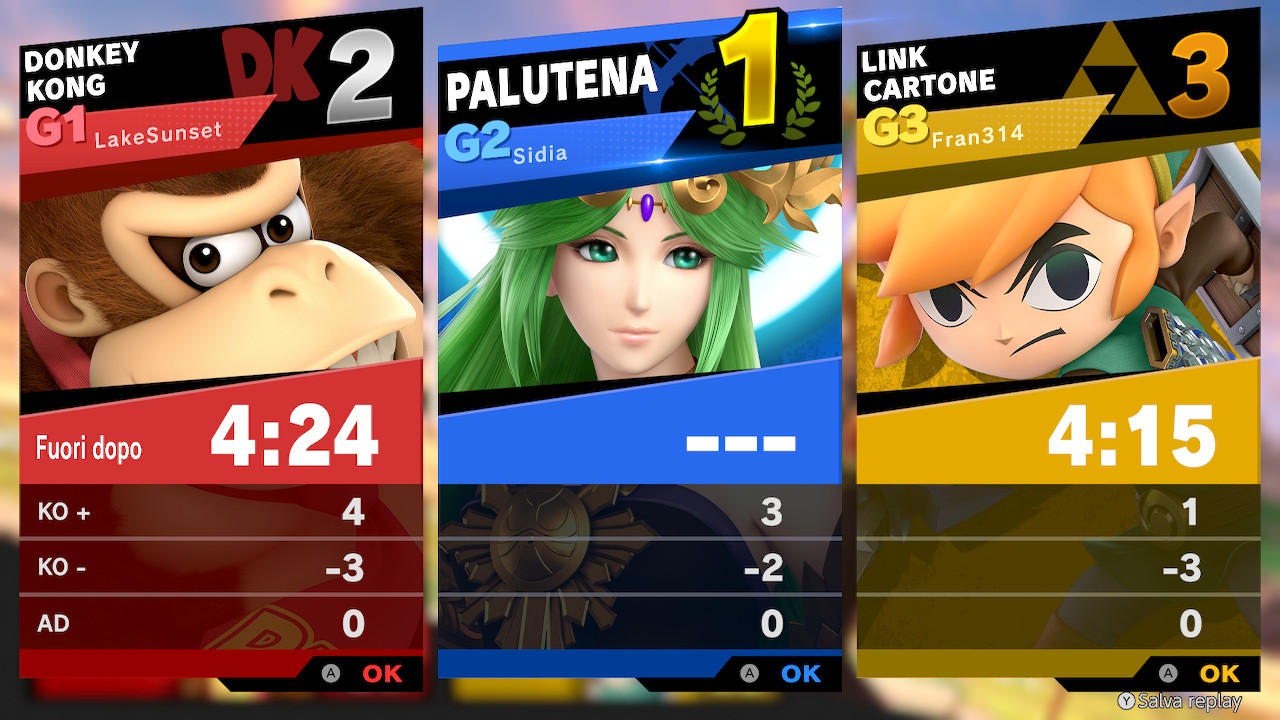 DONKEY
KONG
DK
2
G1 LakeSunset
Fuori dopo 4:24
KO + 4
KO - -3
AD 0
A OK
PALUTENA
1
G2 Sidia
---
3
-2
0
A OK
LINK
CARTONE
3
G3 Fran314
4:15
1
-3
0
A OK
Y Salva replay